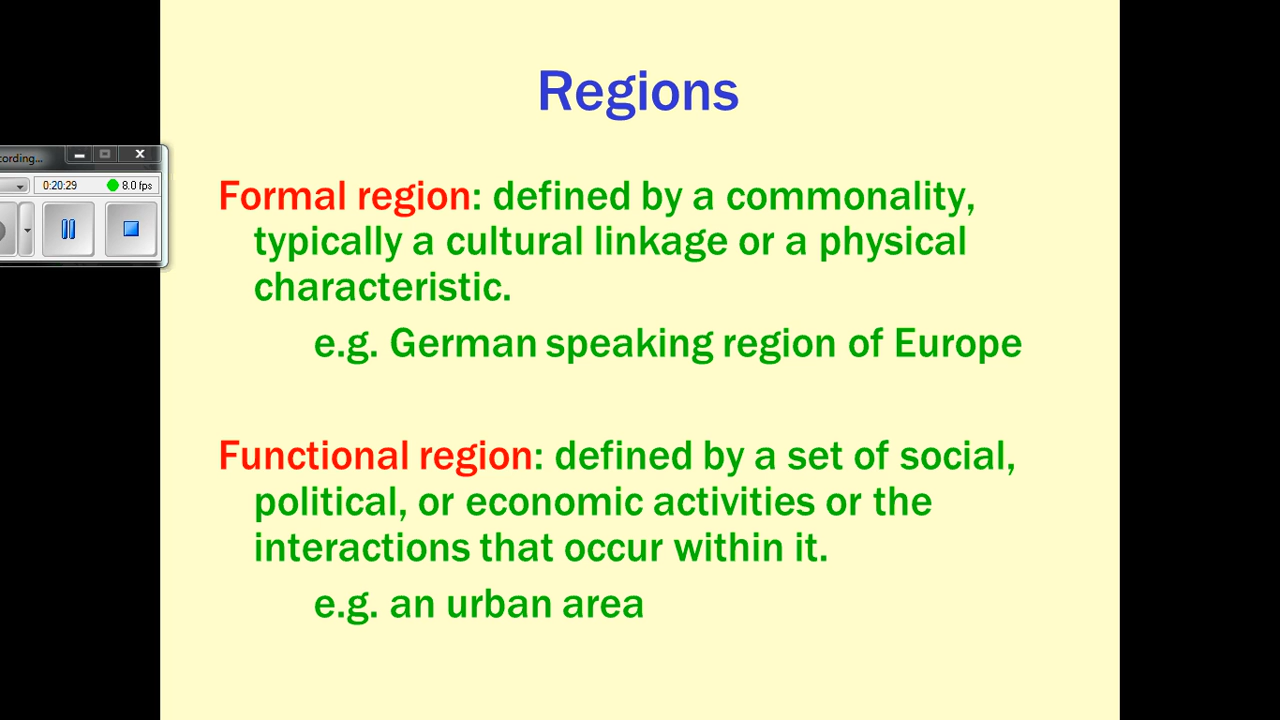 Regions
cording...
0:20:29 8.0 fps
Formal region: defined by a commonality,
typically a cultural linkage or a physical
characteristic.
e.g. German speaking region of Europe
Functional region: defined by a set of social,
political, or economic activities or the
interactions that occur within it.
e.g. an urban area